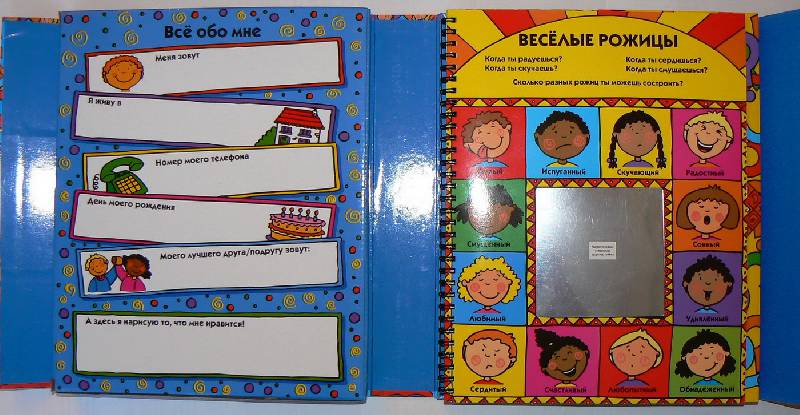 Всё обо мне
Меня зовут
Я живу в
Номер моего телефона
День моего рождения
Моего лучшего друга/подругу зовут:
А здесь я нарисую то, что мне нравится!
ВЕСЁЛЫЕ РОЖИЦЫ
Когда ты радуешься?
Когда ты сердишься?
Когда ты скучаешь?
Когда ты смущаешься?
Сколько разных рожиц ты можешь состроить?
Испуганный
Скучающий
Радостный
Смущённый
Сонный
Любимый
Удивлённый
Сердитый
Счастливый
Любопытный
Обнадёженный